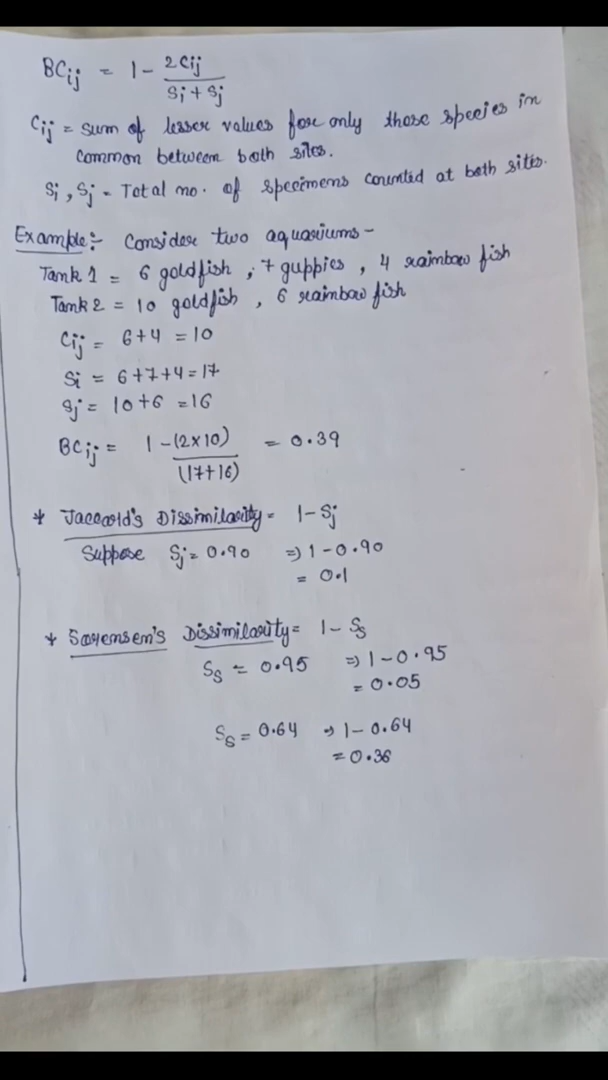 BCij = 1 - 2Cij / Si + Sj
Cij = Sum of lesser values for only those species in
common between both sites.
Si, Sj = Total no. of specimens counted at both sites.
Example:- Consider two aquariums-
Tank 1 = 6 goldfish, 7 guppies, 4 rainbow fish
Tank 2 = 10 goldfish, 6 rainbow fish
Cij = 6+4 = 10
Si = 6+7+4 = 17
Sj = 10+6 = 16
BCij = 1-(2×10) / (17+16) = 0.39
* Jaccard's Dissimilarity = 1-Sj
Suppose Sj = 0.90 ⇒ 1-0.90
= 0.1
* Sorensen's Dissimilarity = 1-Ss
Ss = 0.95 ⇒ 1-0.95
= 0.05
Ss = 0.64 ⇒ 1-0.64
= 0.36